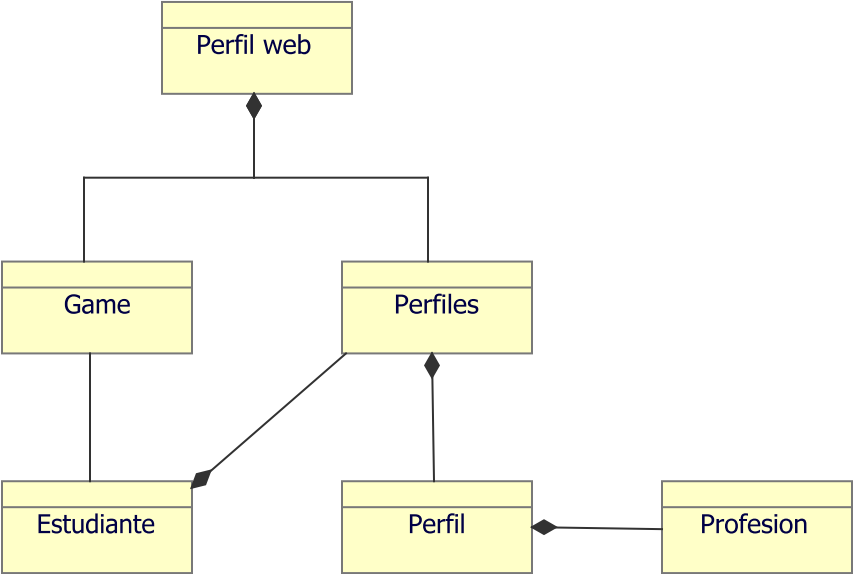 Perfil web
Game
Perfiles
Estudiante
Perfil
Profesion